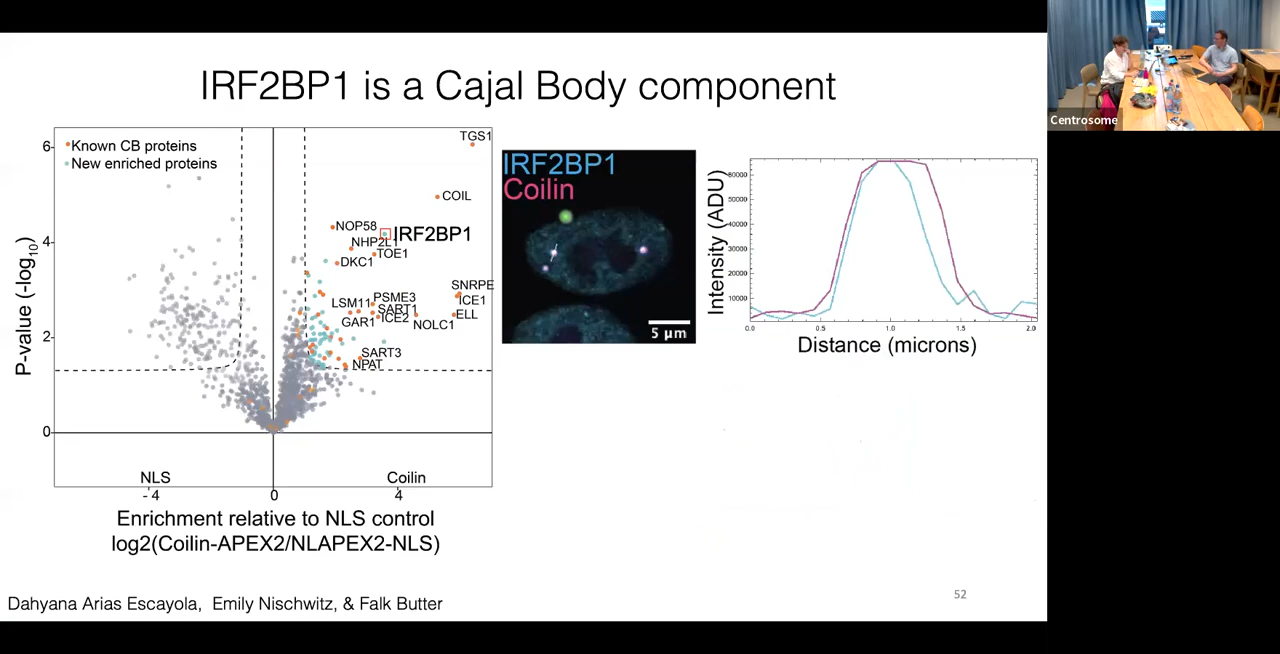 IRF2BP1 is a Cajal Body component
Known CB proteins
New enriched proteins
TGS1
COIL
NOP58
IRF2BP1
NHP2L1
TOE1
DKC1
SNRPE
ICE1
LSM11
PSME3
SART1
ELL
GAR1
ICE2
NOLC1
SART3
NPAT
6
4
2
0
P-value (-log10)
NLS
Coilin
-4
0
4
Enrichment relative to NLS control
log2(Coilin-APEX2/NLAPEX2-NLS)
IRF2BP1
Coilin
5 µm
Intensity (ADU)
60000
50000
40000
30000
20000
10000
0.0
0.5
1.0
1.5
2.0
Distance (microns)
Centrosome
Dahyana Arias Escayola, Emily Nischwitz, & Falk Butter
52